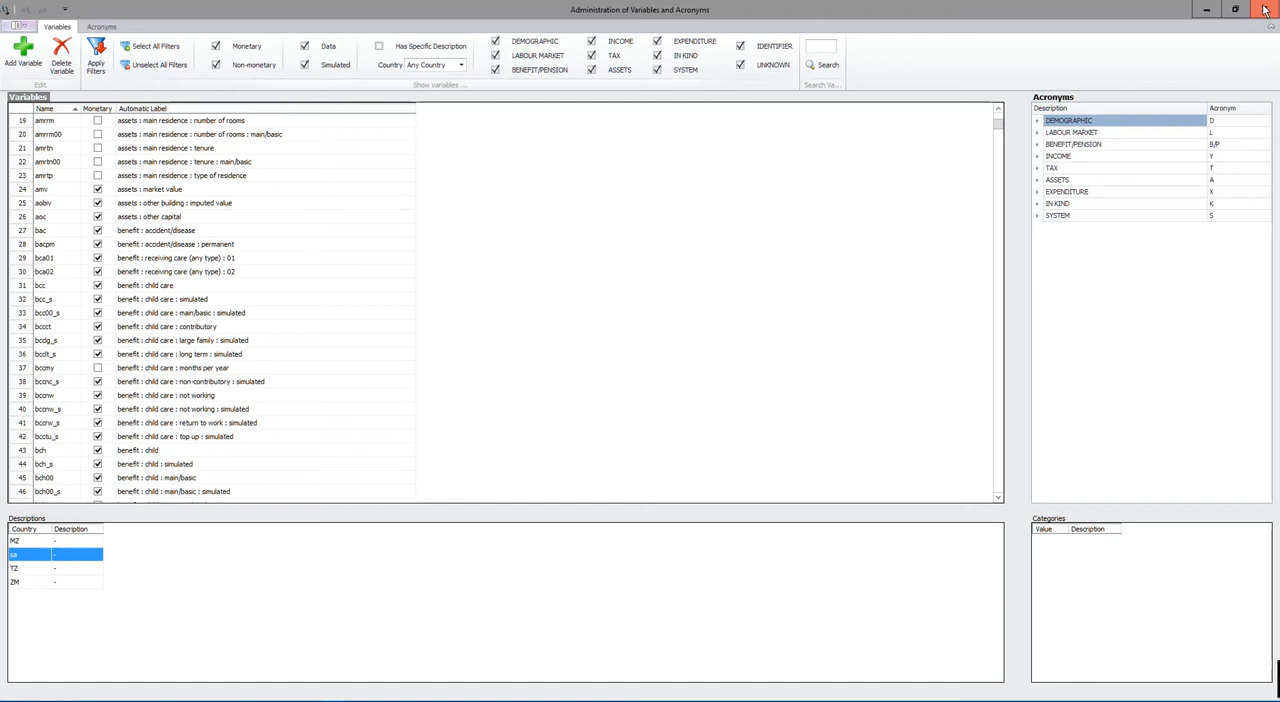 Administration of Variables and Acronyms
Variables Acronyms
Add Variable
Delete Variable
Edit
Apply Filters
Select All Filters
Unselect All Filters
Monetary
Non-monetary
Data
Simulated
Has Specific Description
Country Any Country
Show variables ...
DEMOGRAPHIC INCOME EXPENDITURE IDENTIFIER
LABOUR MARKET TAX IN KIND
BENEFIT/PENSION ASSETS SYSTEM UNKNOWN
Search
Search Va...
Variables
Name Monetary Automatic Label
19 amrrm assets : main residence : number of rooms
20 amrrm00 assets : main residence : number of rooms : main/basic
21 amrtn assets : main residence : tenure
22 amrtn00 assets : main residence : tenure : main/basic
23 amrtp assets : main residence : type of residence
24 amv assets : market value
25 aobiv assets : other building : imputed value
26 aoc assets : other capital
27 bac benefit : accident/disease
28 bacpm benefit : accident/disease : permanent
29 bca01 benefit : receiving care (any type) : 01
30 bca02 benefit : receiving care (any type) : 02
31 bcc benefit : child care
32 bcc_s benefit : child care : simulated
33 bcc00_s benefit : child care : main/basic : simulated
34 bccct benefit : child care : contributory
35 bcclg_s benefit : child care : large family : simulated
36 bcclt_s benefit : child care : long term : simulated
37 bccmy benefit : child care : months per year
38 bccnc_s benefit : child care : non-contributory : simulated
39 bccnw benefit : child care : not working
40 bccnw_s benefit : child care : not working : simulated
41 bccrw_s benefit : child care : return to work : simulated
42 bcctu_s benefit : child care : top up : simulated
43 bch benefit : child
44 bch_s benefit : child : simulated
45 bch00 benefit : child : main/basic
46 bch00_s benefit : child : main/basic : simulated
Acronyms
Description Acronym
DEMOGRAPHIC D
LABOUR MARKET L
BENEFIT/PENSION B/P
INCOME Y
TAX T
ASSETS A
EXPENDITURE X
IN KIND K
SYSTEM S
Descriptions
Country Description
MZ -
sa -
TZ -
ZM -
Categories
Value Description